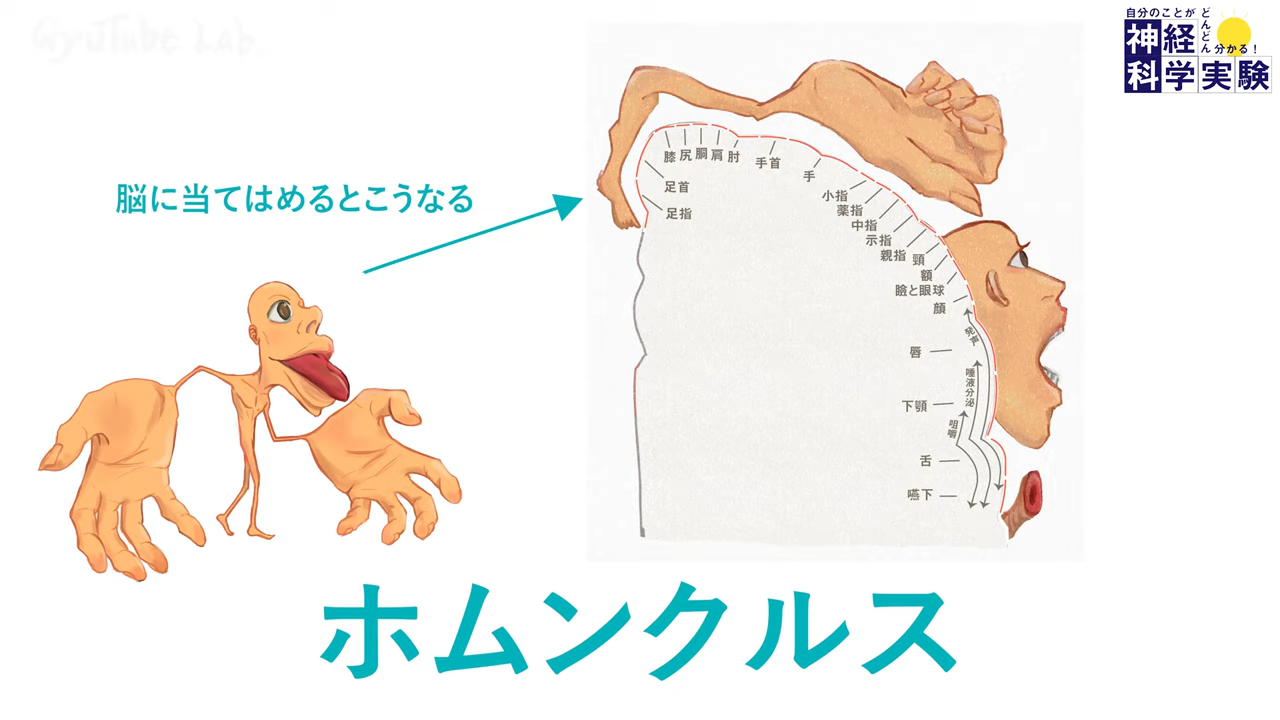 GyuTube Lab.
自分のことが
どんどん
分かる！
神経
科学実験
脳に当てはめるとこうなる
膝
尻
胴
肩
肘
手首
手
足首
足指
小指
薬指
中指
示指
親指
頸
額
瞼と眼球
顔
発声
唇
唾液分泌
下顎
咀嚼
舌
嚥下
ホムンクルス